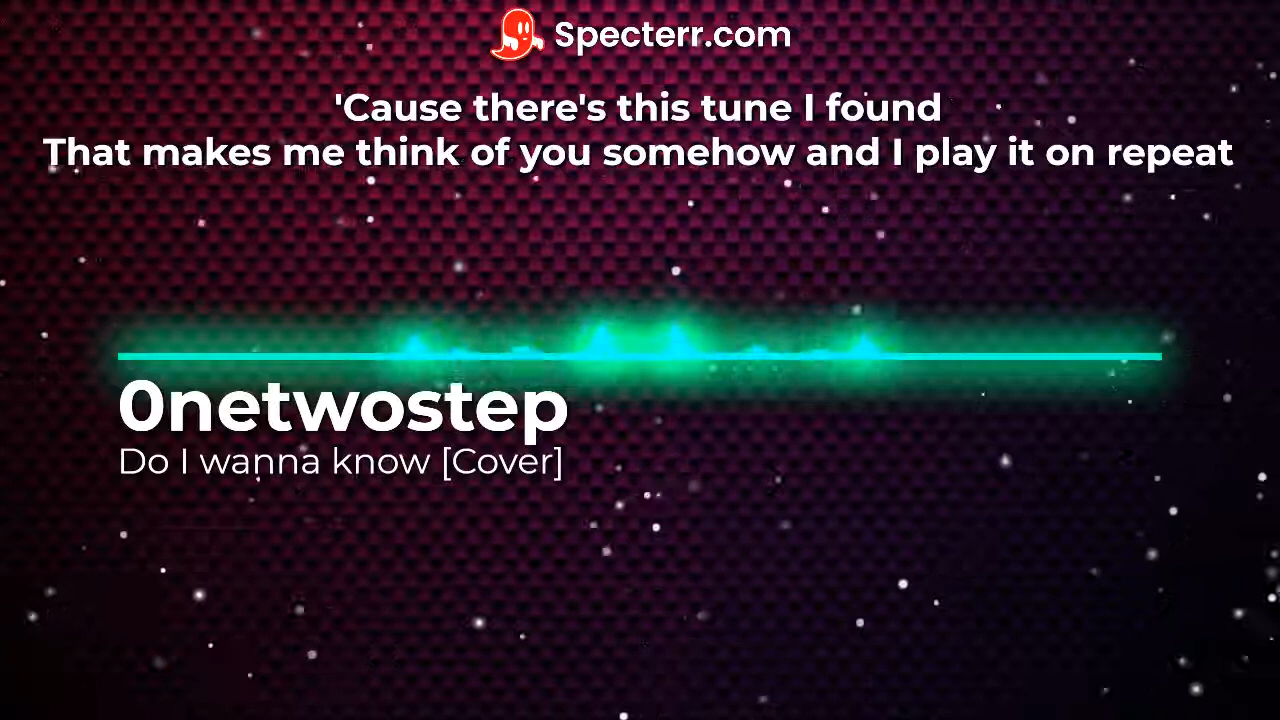 Specterr.com
'Cause there's this tune I found
That makes me think of you somehow and I play it on repeat
0netwostep
Do I wanna know [Cover]